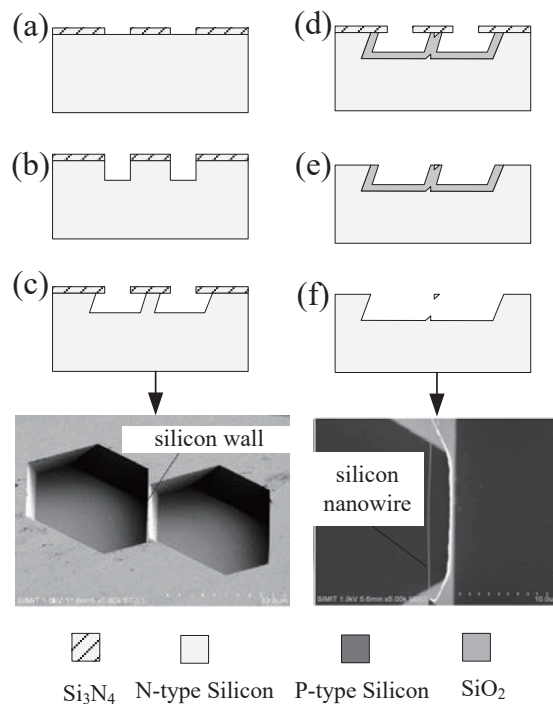 (a)
(b)
(c)
(d)
(e)
(f)
silicon wall
silicon
nanowire
Si₃N₄
N-type Silicon
P-type Silicon
SiO₂